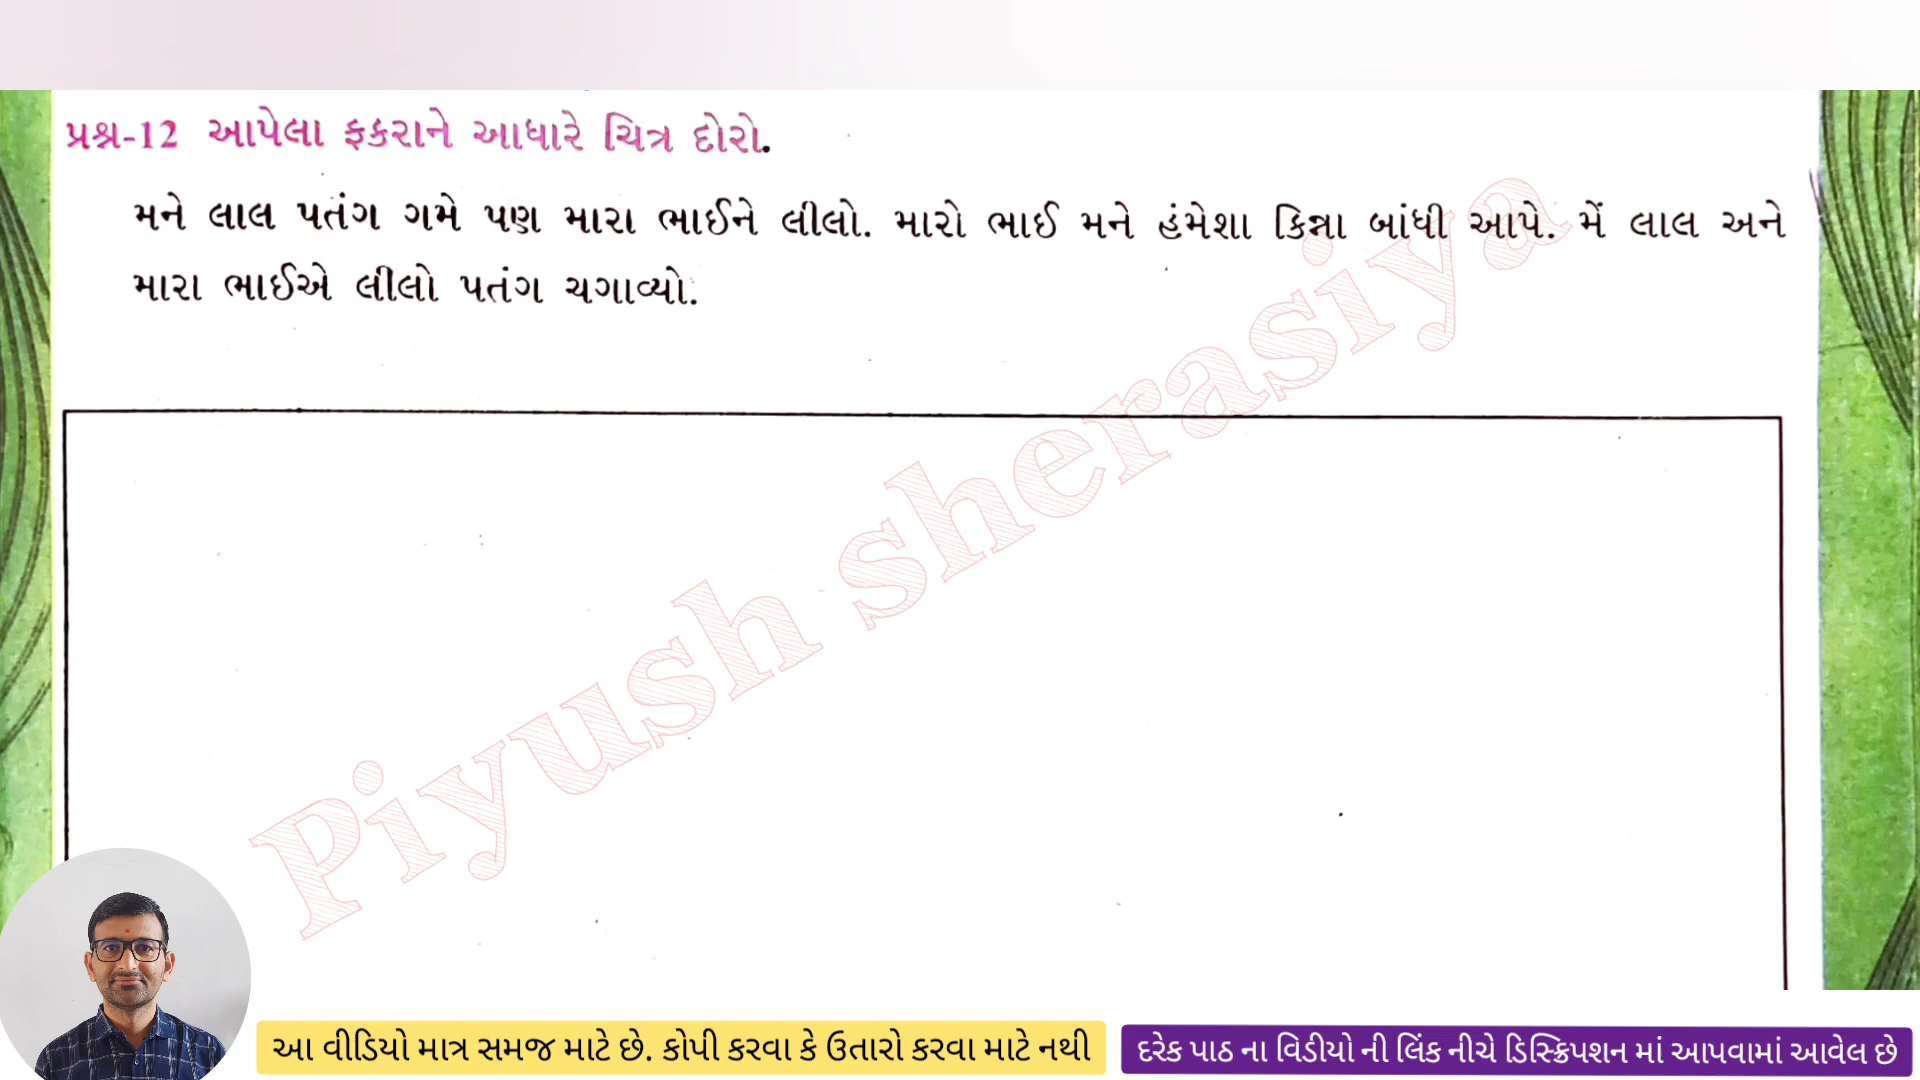 પ્રશ્ન-12 આપેલા ફકરાને આધારે ચિત્ર દોરો.
મને લાલ પતંગ ગમે પણ મારા ભાઈને લીલો. મારો ભાઈ મને હંમેશા કિન્ના બાંધી આપે. મેં લાલ અને
મારા ભાઈએ લીલો પતંગ ચગાવ્યો.
Piyush sherasiya
આ વીડિયો માત્ર સમજ માટે છે. કોપી કરવા કે ઉતારો કરવા માટે નથી
દરેક પાઠ ના વિડીયો ની લિંક નીચે ડિસ્ક્રિપશન માં આપવામાં આવેલ છે